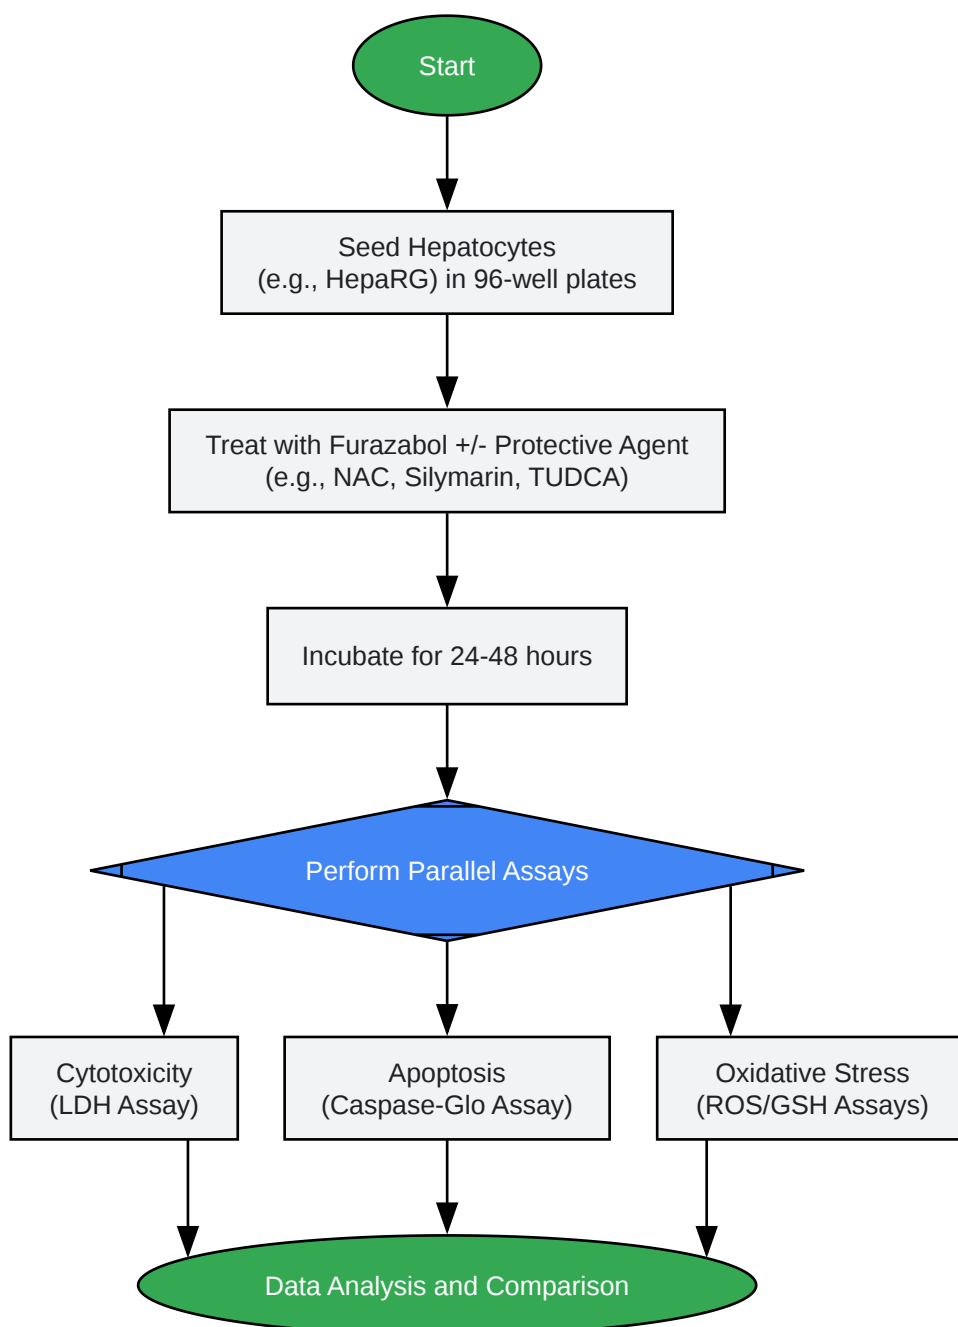 Start
Seed Hepatocytes
(e.g., HepaRG) in 96-well plates
Treat with Furazabol +/- Protective Agent
(e.g., NAC, Silymarin, TUDCA)
Incubate for 24-48 hours
Perform Parallel Assays
Cytotoxicity
(LDH Assay)
Apoptosis
(Caspase-Glo Assay)
Oxidative Stress
(ROS/GSH Assays)
Data Analysis and Comparison